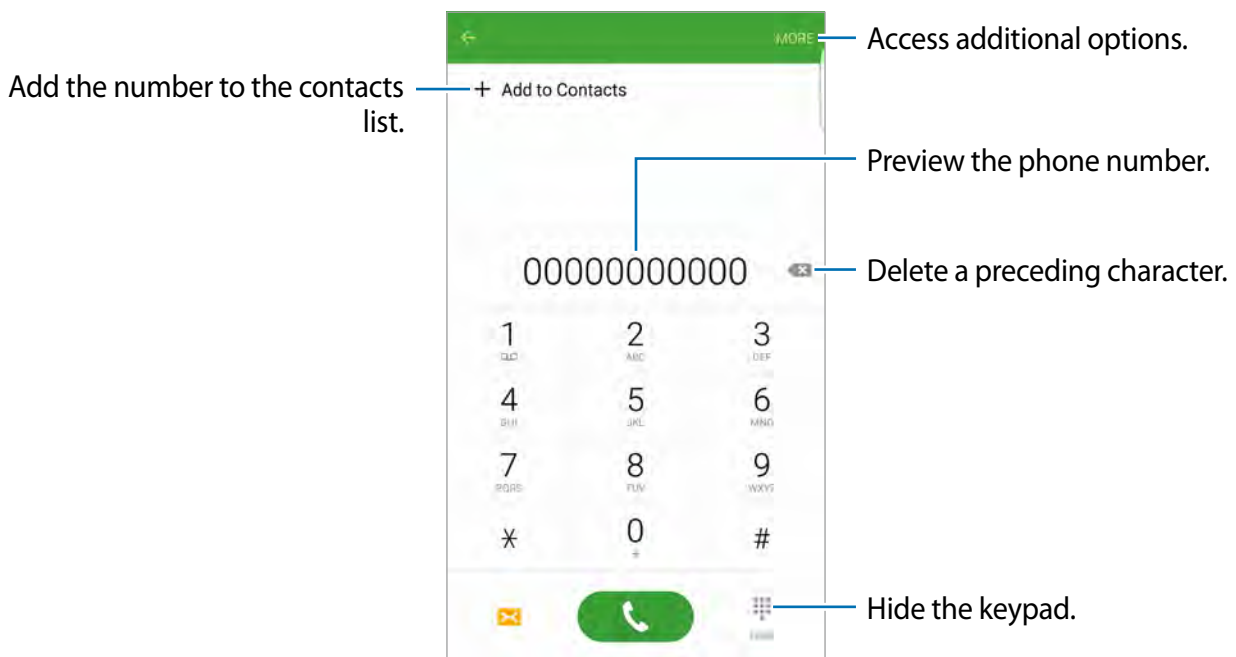 MORE
Access additional options.
Add the number to the contacts
list.
+ Add to Contacts
Preview the phone number.
00000000000
Delete a preceding character.
1 2 3
ABC DEF
4 5 6
GHI JKL MNO
7 8 9
PQRS TUV WXYZ
* 0 #
+
Hide the keypad.